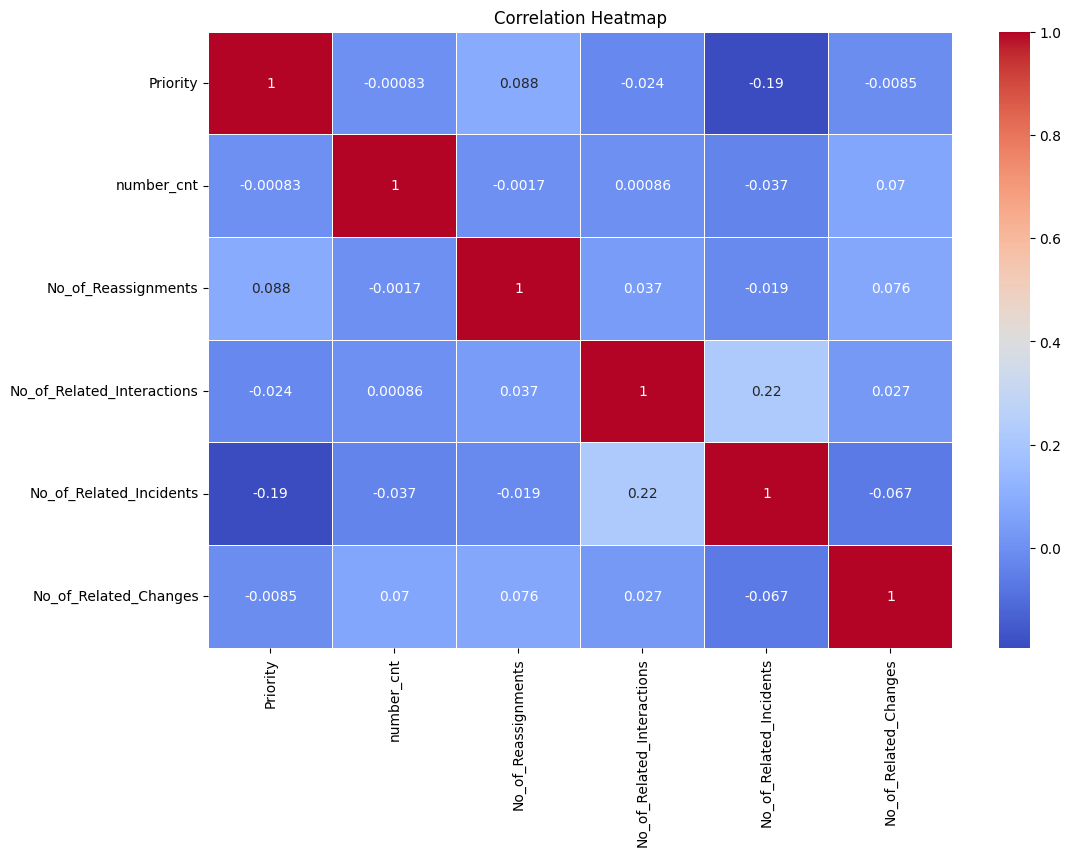 Correlation Heatmap
Priority 1 -0.00083 0.088 -0.024 -0.19 -0.0085
number_cnt -0.00083 1 -0.0017 0.00086 -0.037 0.07
No_of_Reassignments 0.088 -0.0017 1 0.037 -0.019 0.076
No_of_Related_Interactions -0.024 0.00086 0.037 1 0.22 0.027
No_of_Related_Incidents -0.19 -0.037 -0.019 0.22 1 -0.067
No_of_Related_Changes -0.0085 0.07 0.076 0.027 -0.067 1
Priority
number_cnt
No_of_Reassignments
No_of_Related_Interactions
No_of_Related_Incidents
No_of_Related_Changes
1.0
0.8
0.6
0.4
0.2
0.0